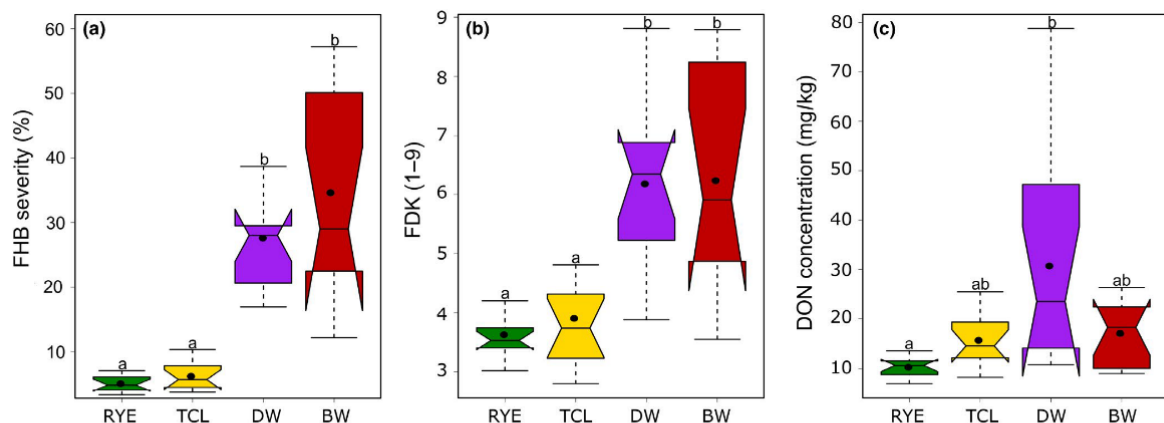 (a)
FHB severity (%)
60
50
40
30
20
10
a
a
b
b
RYE
TCL
DW
BW
(b)
FDK (1–9)
9
8
7
6
5
4
3
a
a
b
b
RYE
TCL
DW
BW
(c)
DON concentration (mg/kg)
80
70
60
50
40
30
20
10
a
ab
b
ab
RYE
TCL
DW
BW